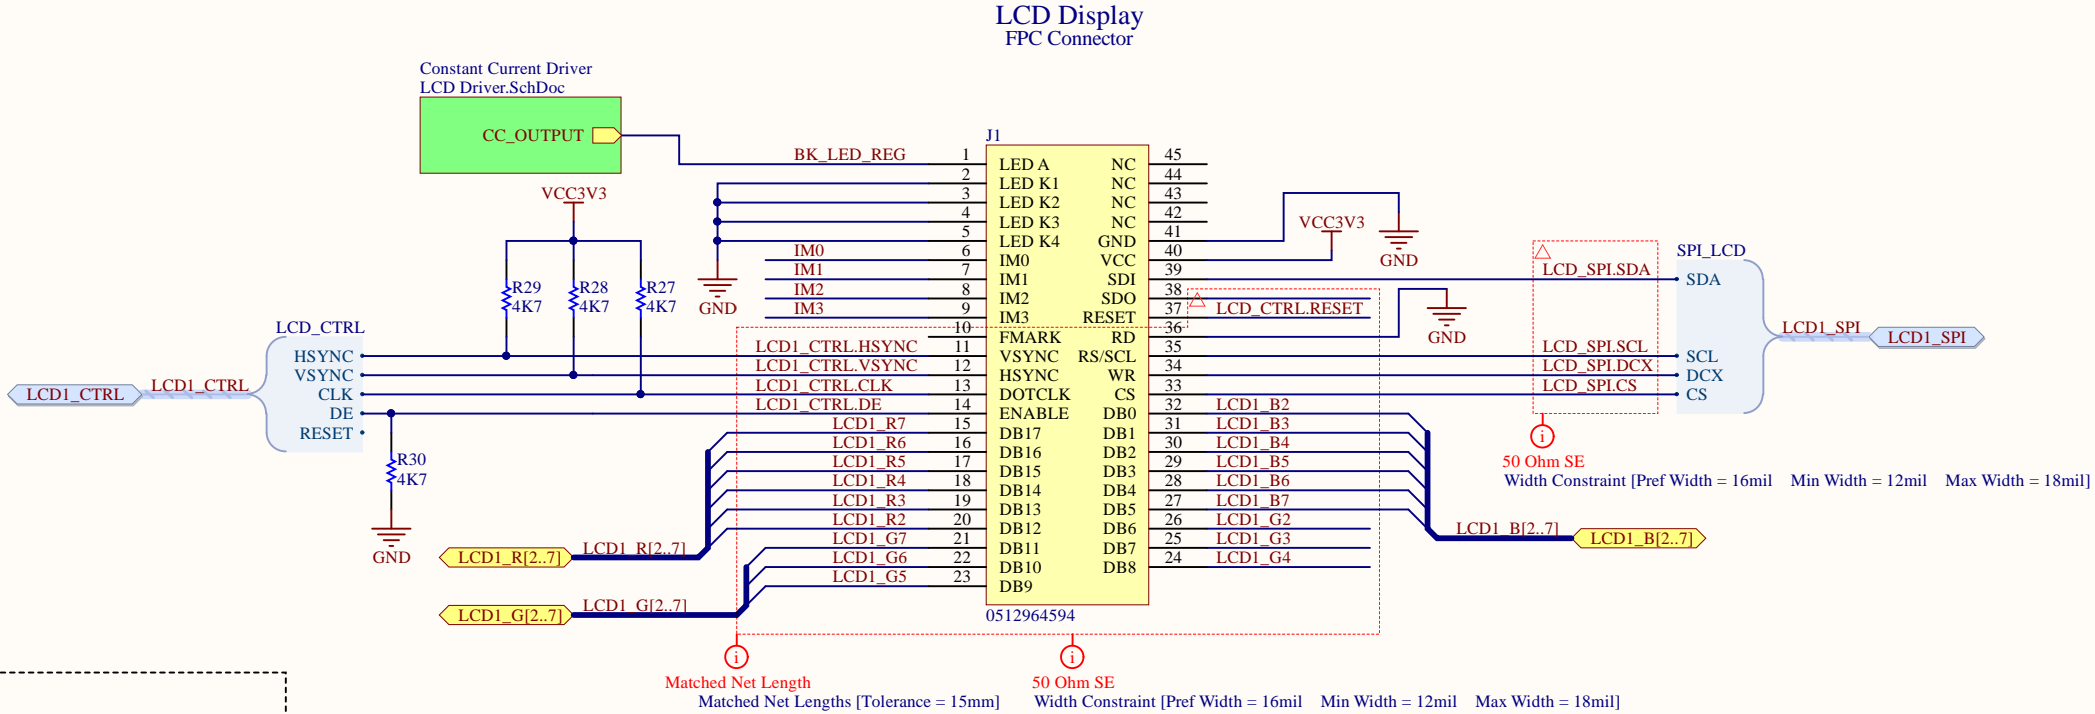 LCD Display
FPC Connector
Constant Current Driver
LCD Driver.SchDoc
CC_OUTPUT
VCC3V3
R29
4K7
R28
4K7
R27
4K7
LCD_CTRL
HSYNC
VSYNC
CLK
DE
RESET
LCD1_CTRL
LCD1_CTRL
R30
4K7
GND
J1
BK_LED_REG 1 LED A
2 LED K1
3 LED K2
4 LED K3
5 LED K4
GND
IM0 6 IM0
IM1 7 IM1
IM2 8 IM2
IM3 9 IM3
10 FMARK
LCD1_CTRL.HSYNC 11 VSYNC
LCD1_CTRL.VSYNC 12 HSYNC
LCD1_CTRL.CLK 13 DOTCLK
LCD1_CTRL.DE 14 ENABLE
LCD1_R7 15 DB17
LCD1_R6 16 DB16
LCD1_R5 17 DB15
LCD1_R4 18 DB14
LCD1_R3 19 DB13
LCD1_R2 20 DB12
LCD1_G7 21 DB11
LCD1_G6 22 DB10
LCD1_G5 23 DB9
LCD1_R[2..7] LCD1_R[2..7]
LCD1_G[2..7] LCD1_G[2..7]
NC 45
NC 44
NC 43
NC 42
GND 41
VCC 40
SDI 39
SDO 38
RESET 37 LCD_CTRL.RESET
RD 36
RS/SCL 35
WR 34
CS 33
DB0 32 LCD1_B2
DB1 31 LCD1_B3
DB2 30 LCD1_B4
DB3 29 LCD1_B5
DB4 28 LCD1_B6
DB5 27 LCD1_B7
DB6 26 LCD1_G2
DB7 25 LCD1_G3
DB8 24 LCD1_G4
0512964594
VCC3V3
GND
GND
LCD_SPI.SDA
LCD_SPI.SCL
LCD_SPI.DCX
LCD_SPI.CS
SPI_LCD
SDA
SCL
DCX
CS
LCD1_SPI LCD1_SPI
i
50 Ohm SE
Width Constraint [Pref Width = 16mil Min Width = 12mil Max Width = 18mil]
LCD1_B[2..7] LCD1_B[2..7]
i
Matched Net Length
Matched Net Lengths [Tolerance = 15mm]
i
50 Ohm SE
Width Constraint [Pref Width = 16mil Min Width = 12mil Max Width = 18mil]